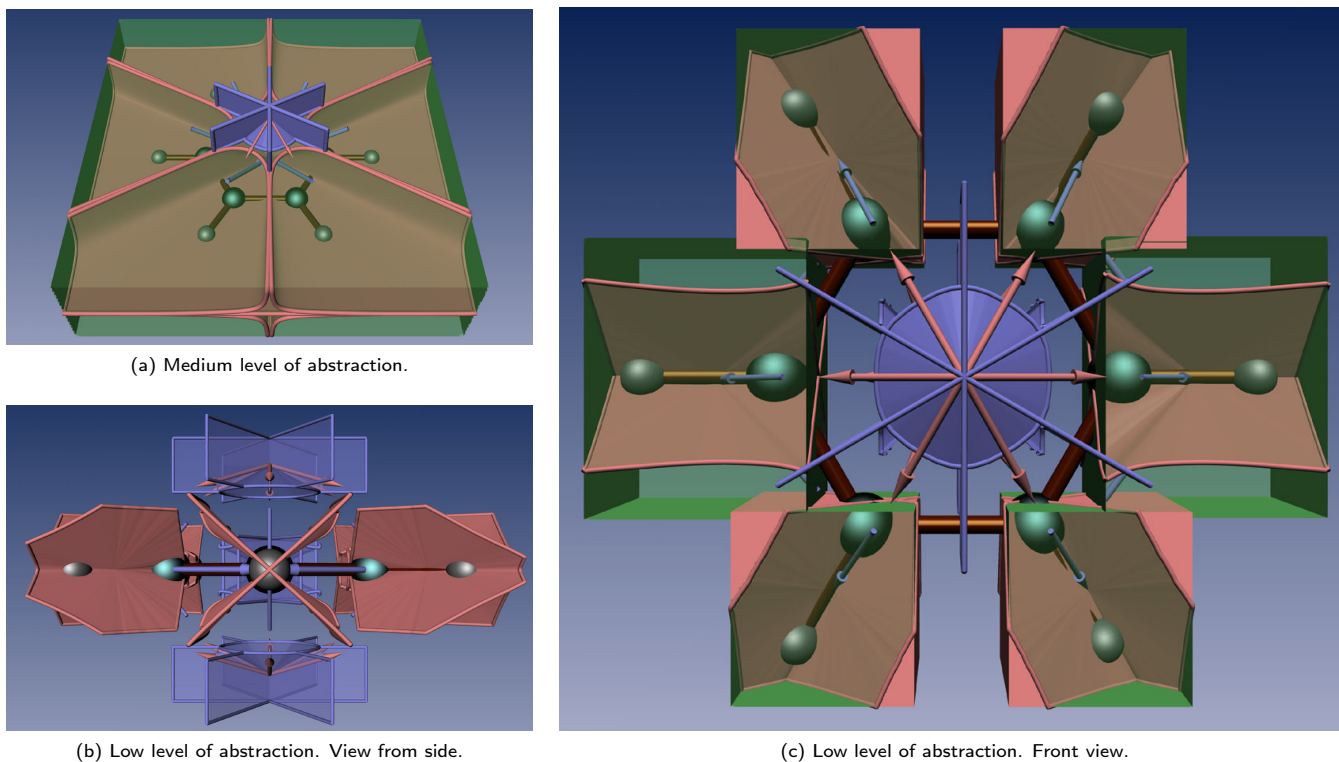 (a) Medium level of abstraction.
(b) Low level of abstraction. View from side.
(c) Low level of abstraction. Front view.